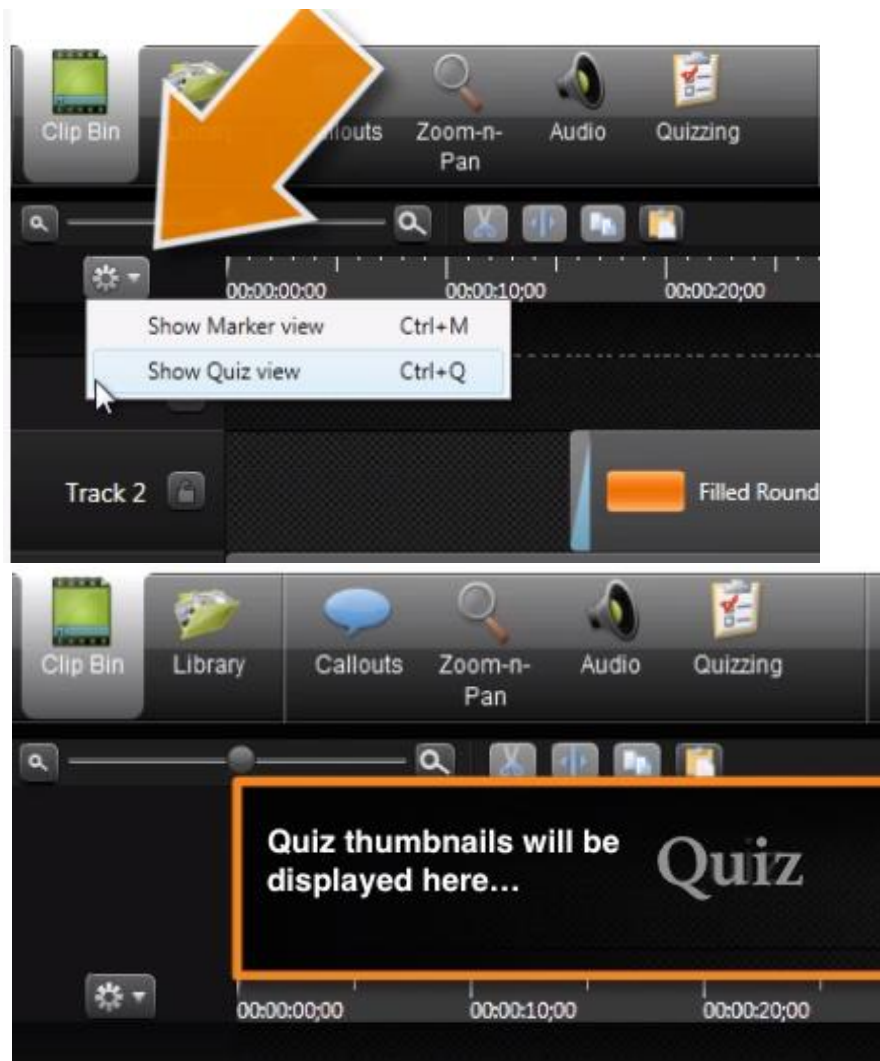 Clip Bin
Zoom-n-
Pan
Audio
Quizzing
00:00:00;00
00:00:10;00
00:00:20;00
Show Marker view Ctrl+M
Show Quiz view Ctrl+Q
Track 2
Filled Round
Clip Bin
Library
Callouts
Zoom-n-
Pan
Audio
Quizzing
Quiz thumbnails will be
displayed here...
Quiz
00:00:00;00
00:00:10;00
00:00:20;00